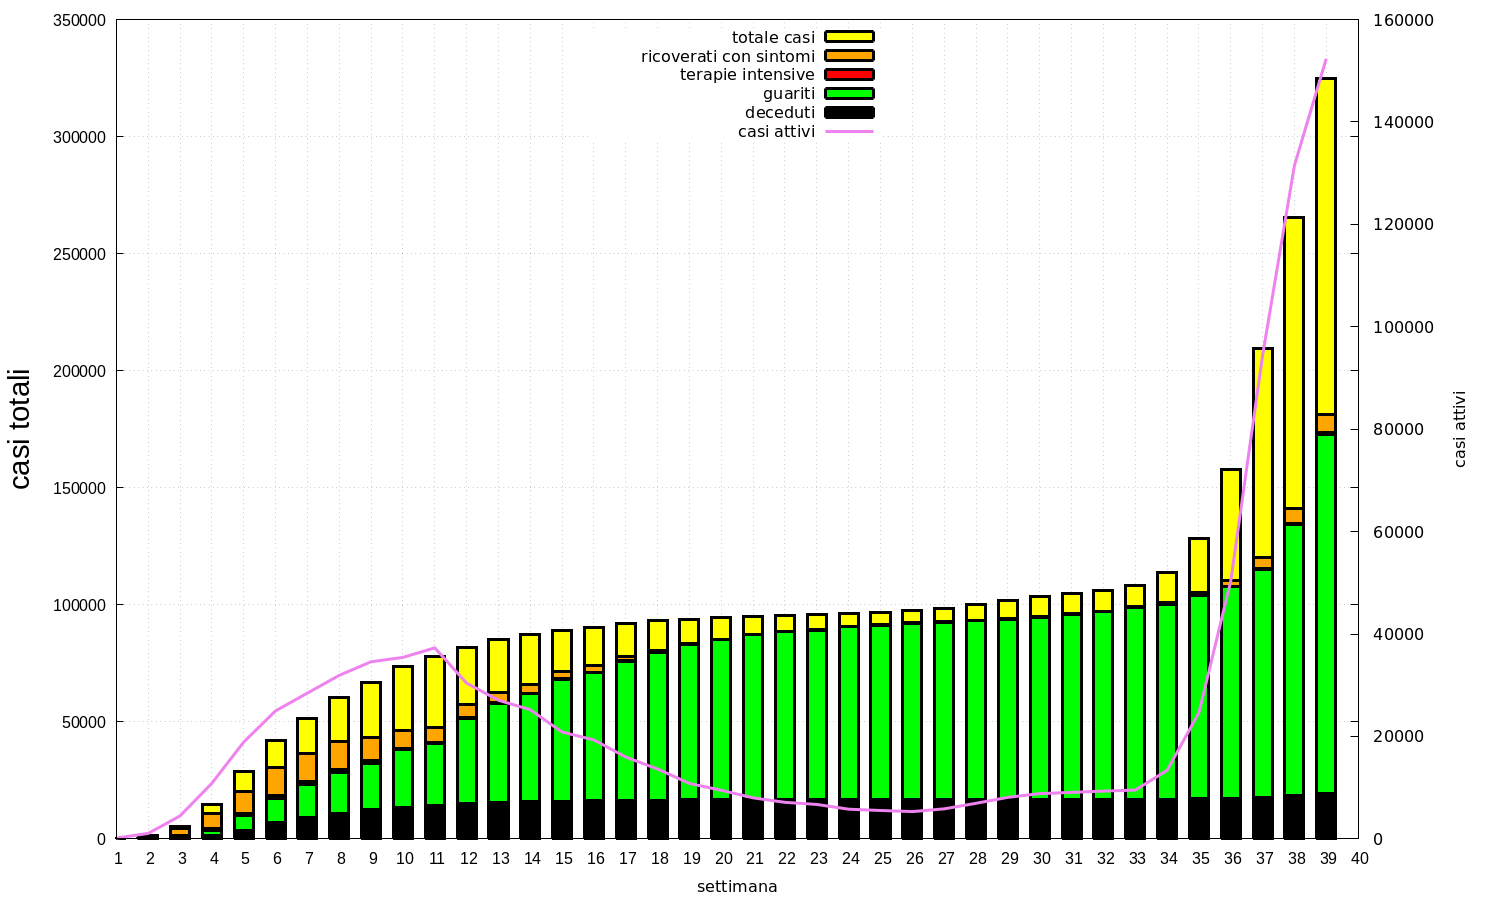 350000
300000
250000
200000
150000
100000
50000
0
casi totali
totale casi
ricoverati con sintomi
terapie intensive
guariti
deceduti
casi attivi
160000
140000
120000
100000
80000
60000
40000
20000
0
casi attivi
1 2 3 4 5 6 7 8 9 10 11 12 13 14 15 16 17 18 19 20 21 22 23 24 25 26 27 28 29 30 31 32 33 34 35 36 37 38 39 40
settimana